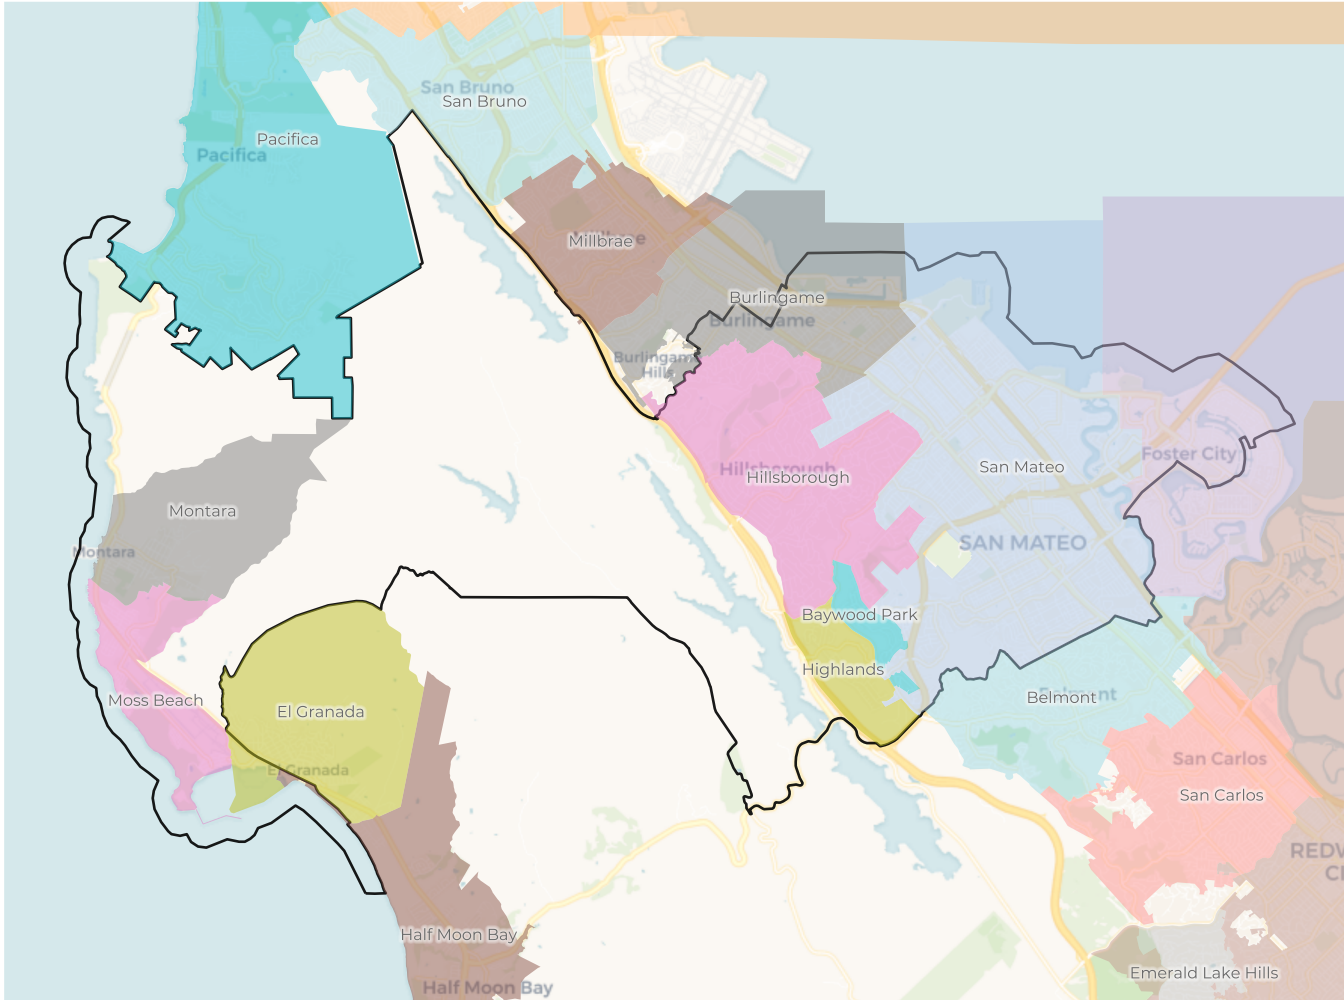 San Bruno
San Bruno
Pacifica
Pacifica
Millbrae
Millbrae
Burlingame
Burlingame
Burlingame
Hills
Hillsborough
Hillsborough
San Mateo
Foster City
Montara
Montara
SAN MATEO
Baywood Park
Highlands
Moss Beach
El Granada
El Granada
Belmont
Belmont
San Carlos
San Carlos
Half Moon Bay
Half Moon Bay
Emerald Lake Hills